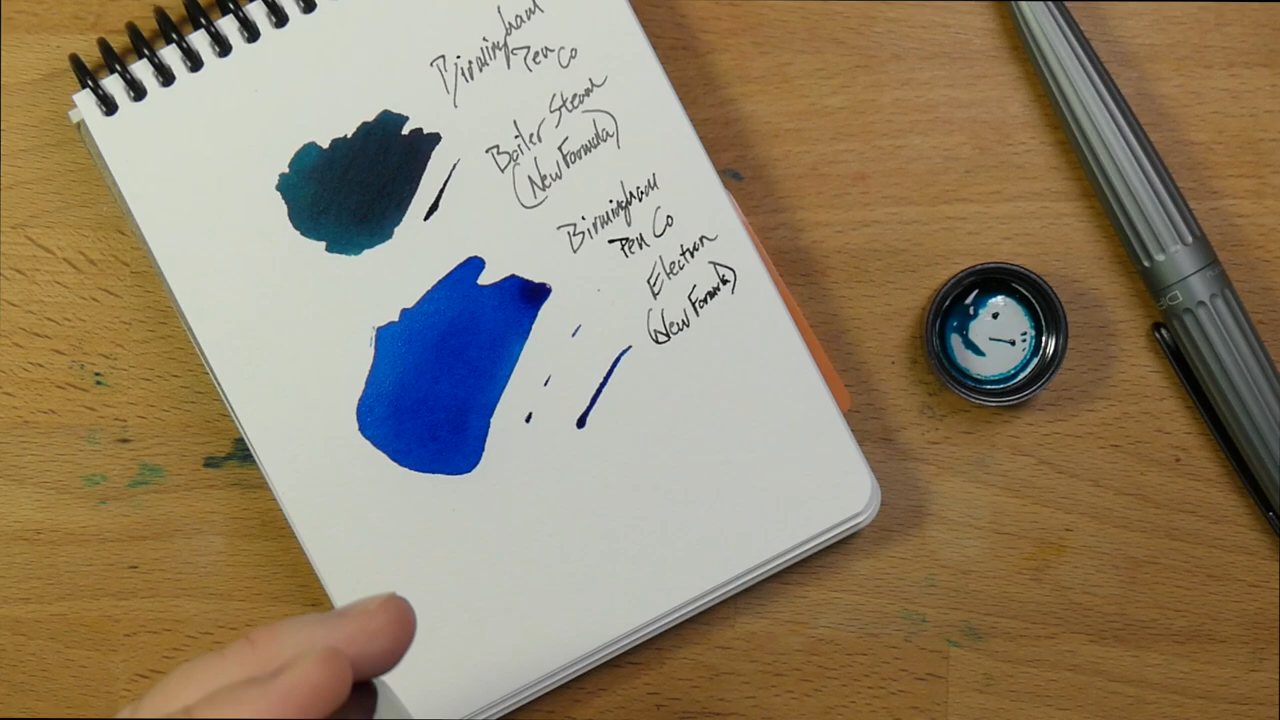 Birmingham
Pen Co
Boiler Steam
(New Formula)
Birmingham
Pen Co
Electron
(New Formula)